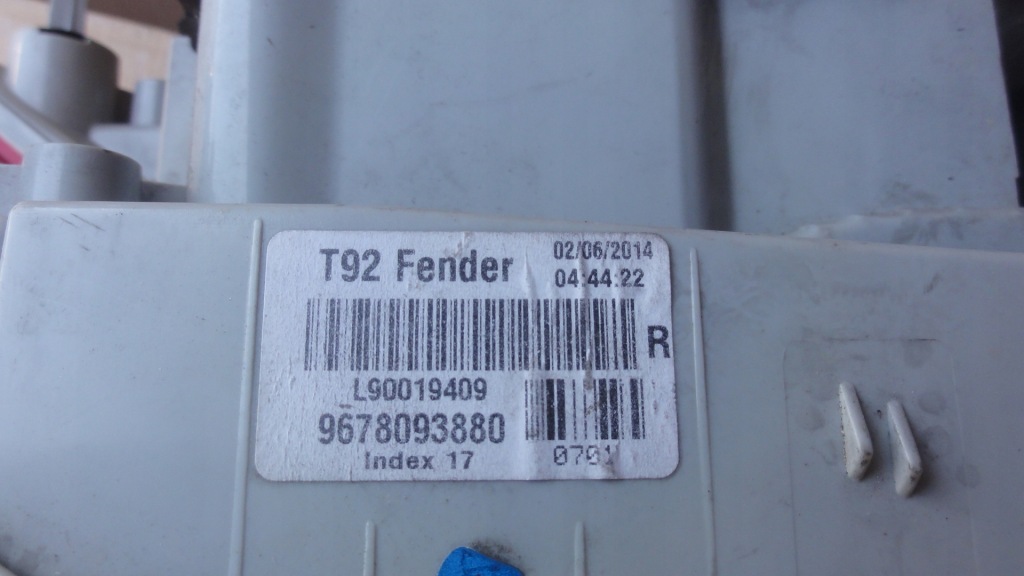 T92 Fender
02/06/2014
04:44:22
R
L90019409
9678093880
Index 17
0701